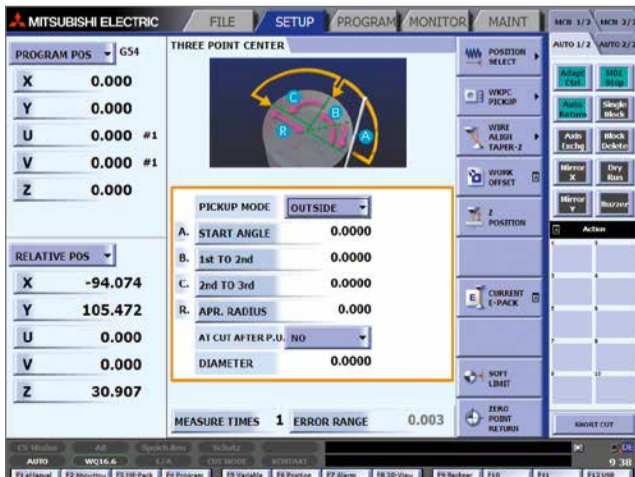 MITSUBISHI ELECTRIC
FILE SETUP PROGRAM MONITOR MAINT
MCN 1/2 MCN 2/2
AUTO 1/2 AUTO 2/2
PROGRAM POS G54
X 0.000
Y 0.000
U 0.000 #1
V 0.000 #1
Z 0.000
RELATIVE POS
X -94.074
Y 105.472
U 0.000
V 0.000
Z 30.907
THREE POINT CENTER
C
B
R
A
PICKUP MODE OUTSIDE
A. START ANGLE 0.0000
B. 1st TO 2nd 0.0000
C. 2nd TO 3rd 0.0000
R. APR. RADIUS 0.000
AT CUT AFTER P.U. NO
DIAMETER 0.0000
MEASURE TIMES 1 ERROR RANGE 0.003
POSITION SELECT
WKPC PICKUP
WIRE ALIGN TAPER-Z
WORK OFFSET
Z POSITION
E CURRENT E-PACK
SOFT LIMIT
ZERO POINT RETURN
Adapt Ctrl
M01 Stop
Auto Return
Single Block
Axis Exchg
Block Delete
Mirror X
Dry Run
Mirror Y
Buzzer
Action
SHORT CUT
AUTO WQ16.6
DE
9 38
F10 F11